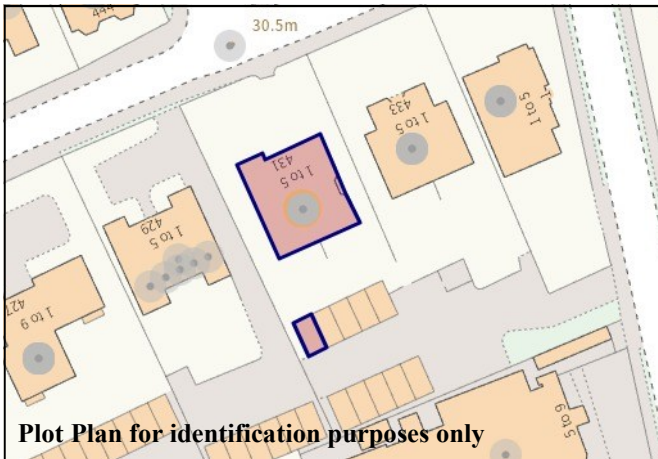 444
30.5m
1 to 5
433
1 to 5
431
1 to 5
1 to 5
429
1 to 9
427
5 to 9
Plot Plan for identification purposes only